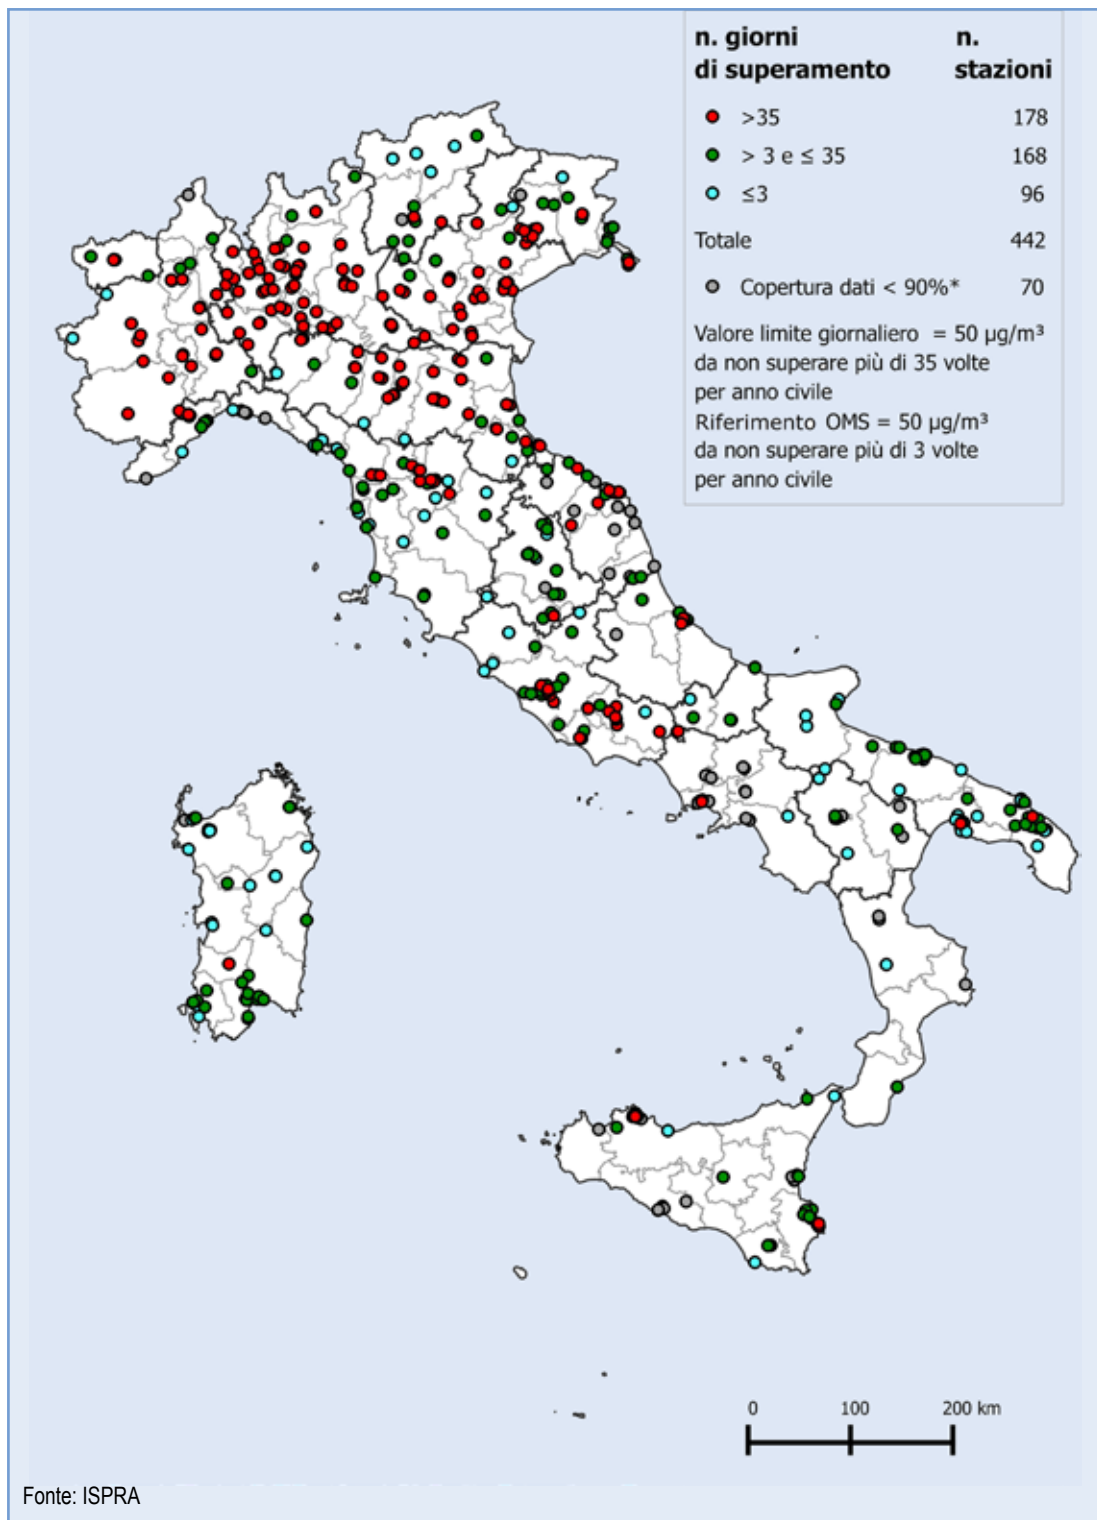 n. giorni n.
di superamento stazioni
>35 178
> 3 e ≤ 35 168
≤3 96
Totale 442
Copertura dati < 90%* 70
Valore limite giornaliero = 50 µg/m³
da non superare più di 35 volte
per anno civile
Riferimento OMS = 50 µg/m³
da non superare più di 3 volte
per anno civile
0 100 200 km
Fonte: ISPRA